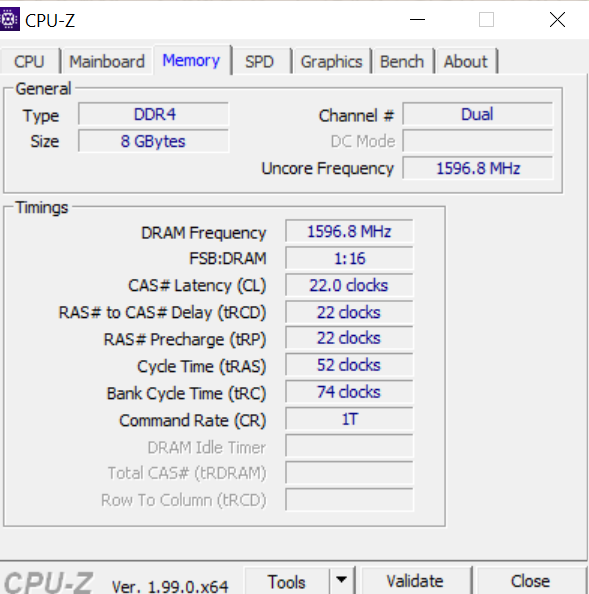 CPU-Z
CPU Mainboard Memory SPD Graphics Bench About
General
Type DDR4 Channel # Dual
Size 8 GBytes DC Mode
Uncore Frequency 1596.8 MHz
Timings
DRAM Frequency 1596.8 MHz
FSB:DRAM 1:16
CAS# Latency (CL) 22.0 clocks
RAS# to CAS# Delay (tRCD) 22 clocks
RAS# Precharge (tRP) 22 clocks
Cycle Time (tRAS) 52 clocks
Bank Cycle Time (tRC) 74 clocks
Command Rate (CR) 1T
DRAM Idle Timer
Total CAS# (tRDRAM)
Row To Column (tRCD)
CPU-Z Ver. 1.99.0.x64 Tools Validate Close